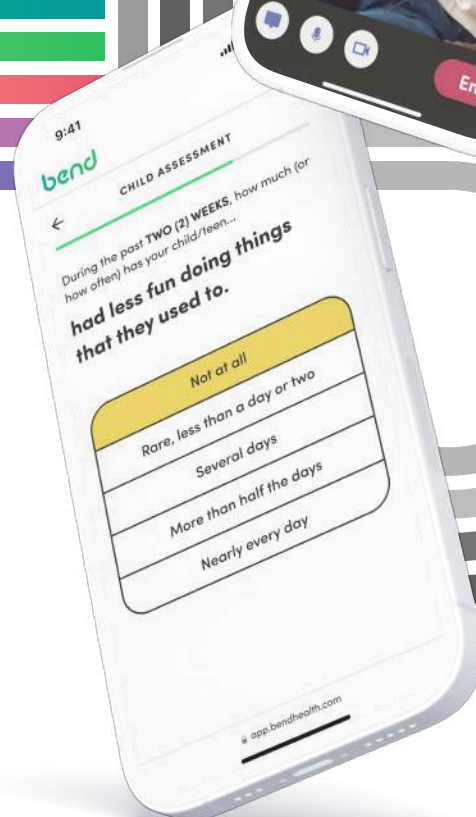 En
9:41
bend
CHILD ASSESSMENT
During the past TWO (2) WEEKS, how much (or
how often) has your child/teen...
had less fun doing things
that they used to.
Not at all
Rare, less than a day or two
Several days
More than half the days
Nearly every day
app.bendhealth.com